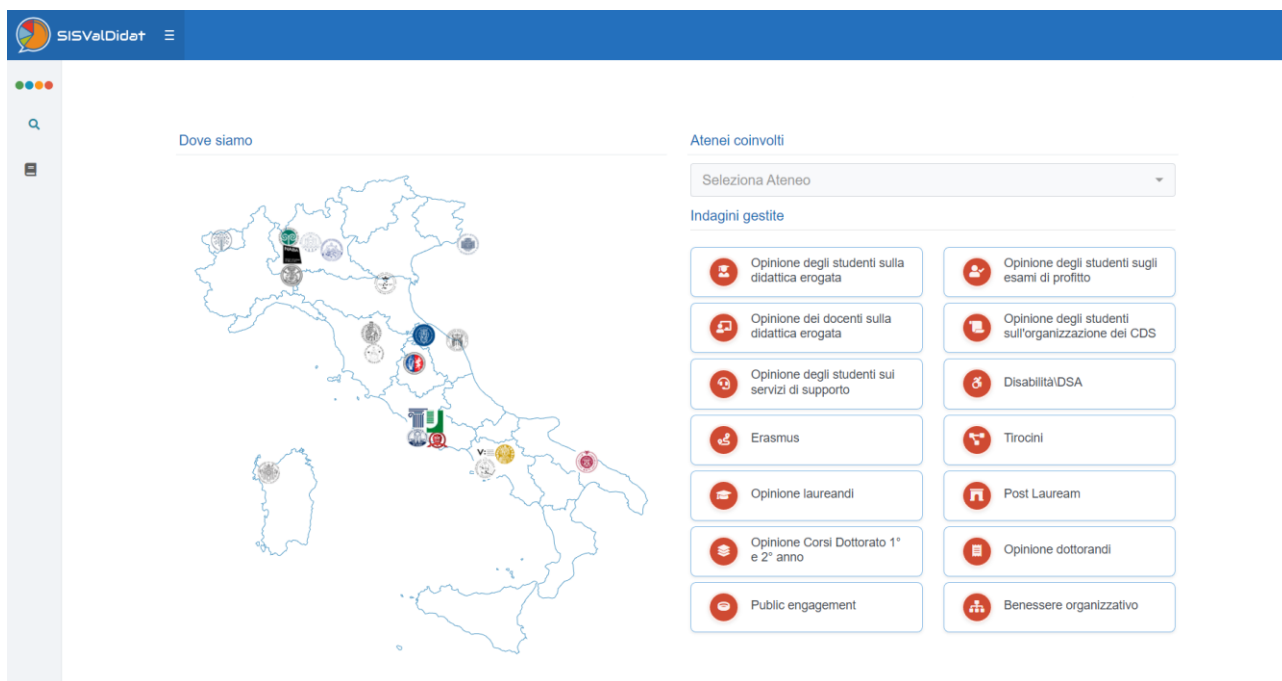 SISValDidat
Dove siamo
Atenei coinvolti
Seleziona Ateneo
Indagini gestite
Opinione degli studenti sulla
didattica erogata
Opinione degli studenti sugli
esami di profitto
Opinione dei docenti sulla
didattica erogata
Opinione degli studenti
sull'organizzazione dei CDS
Opinione degli studenti sui
servizi di supporto
Disabilità\DSA
Erasmus
Tirocini
Opinione laureandi
Post Lauream
Opinione Corsi Dottorato 1°
e 2° anno
Opinione dottorandi
Public engagement
Benessere organizzativo